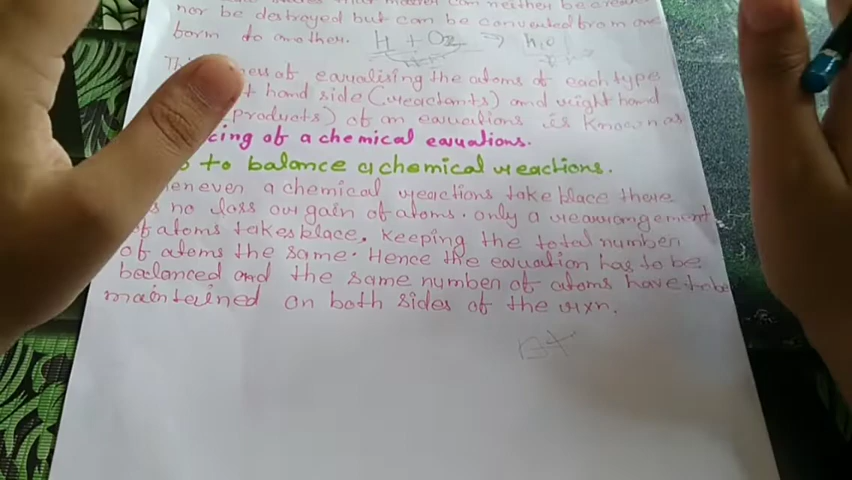 nor be destroyed but can be converted from one
form to another. H + O2 → h2o
of equalising the atoms of each types
hand side (reactants) and right hand
products) of an equations is known as
cing of a chemical equations.
to balance a chemical reactions.
enever a chemical reactions take place there
s no loss or gain of atoms. only a rearrangement
of atoms takes place, keeping the total number
of atoms the same. Hence the equation has to be
balanced and the same number of atoms have to be
maintained on both sides of the rxn.